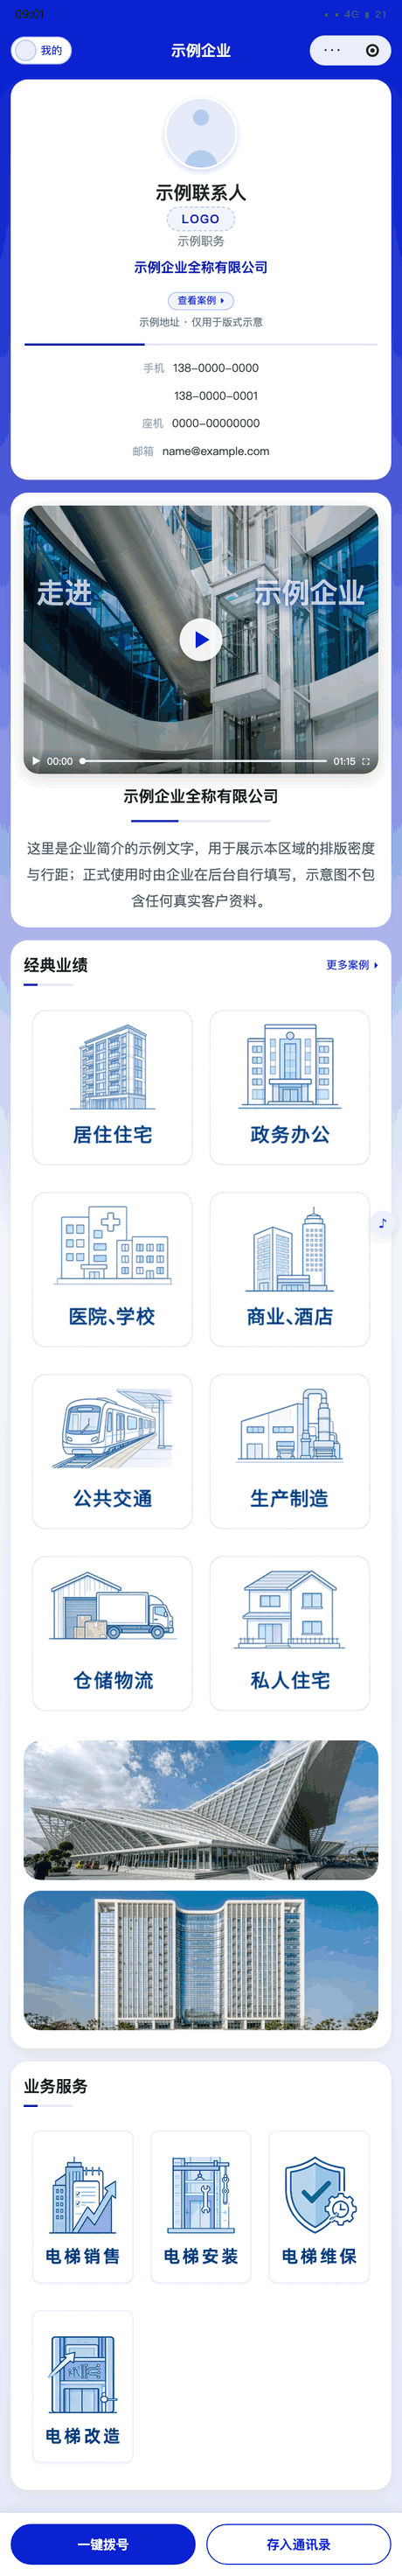 09:01
4G 21
我的
示例企业
示例联系人
LOGO
示例职务
示例企业全称有限公司
查看案例
示例地址 · 仅用于版式示意
手机 138-0000-0000
138-0000-0001
座机 0000-00000000
邮箱 name@example.com
走进 示例企业
00:00 01:15
示例企业全称有限公司
这里是企业简介的示例文字，用于展示本区域的排版密度
与行距；正式使用时由企业在后台自行填写，示意图不包
含任何真实客户资料。
经典业绩 更多案例
居住住宅 政务办公
医院、学校 商业、酒店
公共交通 生产制造
仓储物流 私人住宅
业务服务
电梯销售 电梯安装 电梯维保
电梯改造
一键拨号 存入通讯录